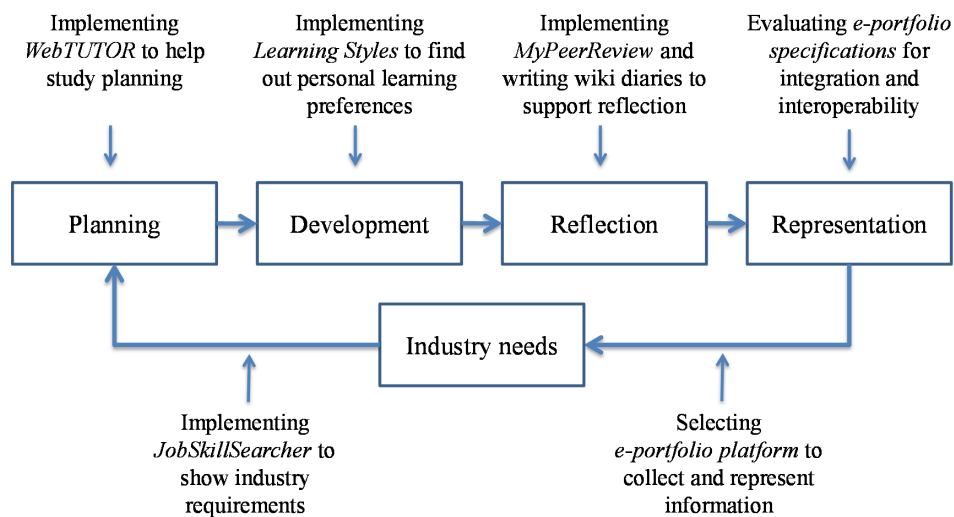 Implementing
WebTUTOR to help
study planning
Implementing
Learning Styles to find
out personal learning
preferences
Implementing
MyPeerReview and
writing wiki diaries to
support reflection
Evaluating e-portfolio
specifications for
integration and
interoperability
Planning
Development
Reflection
Representation
Industry needs
Implementing
JobSkillSearcher to
show industry
requirements
Selecting
e-portfolio platform to
collect and represent
information